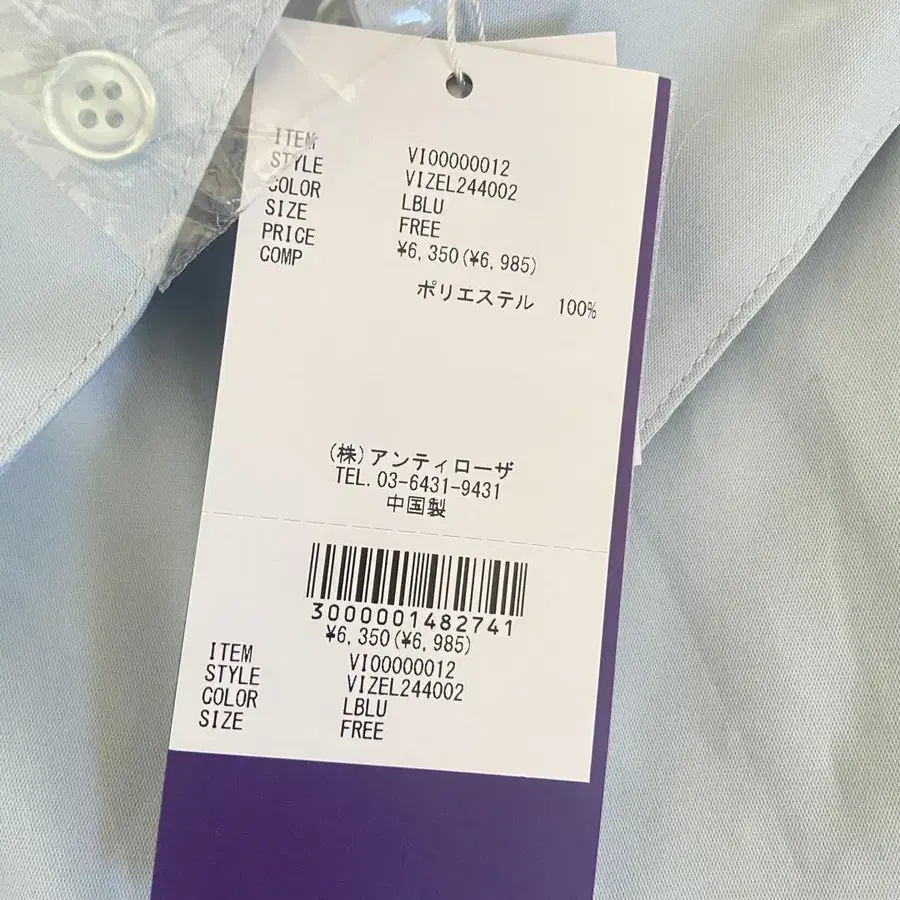 ITEM VI00000012
STYLE VIZEL244002
COLOR LBLU
SIZE FREE
PRICE ¥6,350(¥6,985)
COMP
ポリエステル 100%
(株)アンティローザ
TEL.03-6431-9431
中国製
3000001482741
¥6,350(¥6,985)
ITEM VI00000012
STYLE VIZEL244002
COLOR LBLU
SIZE FREE